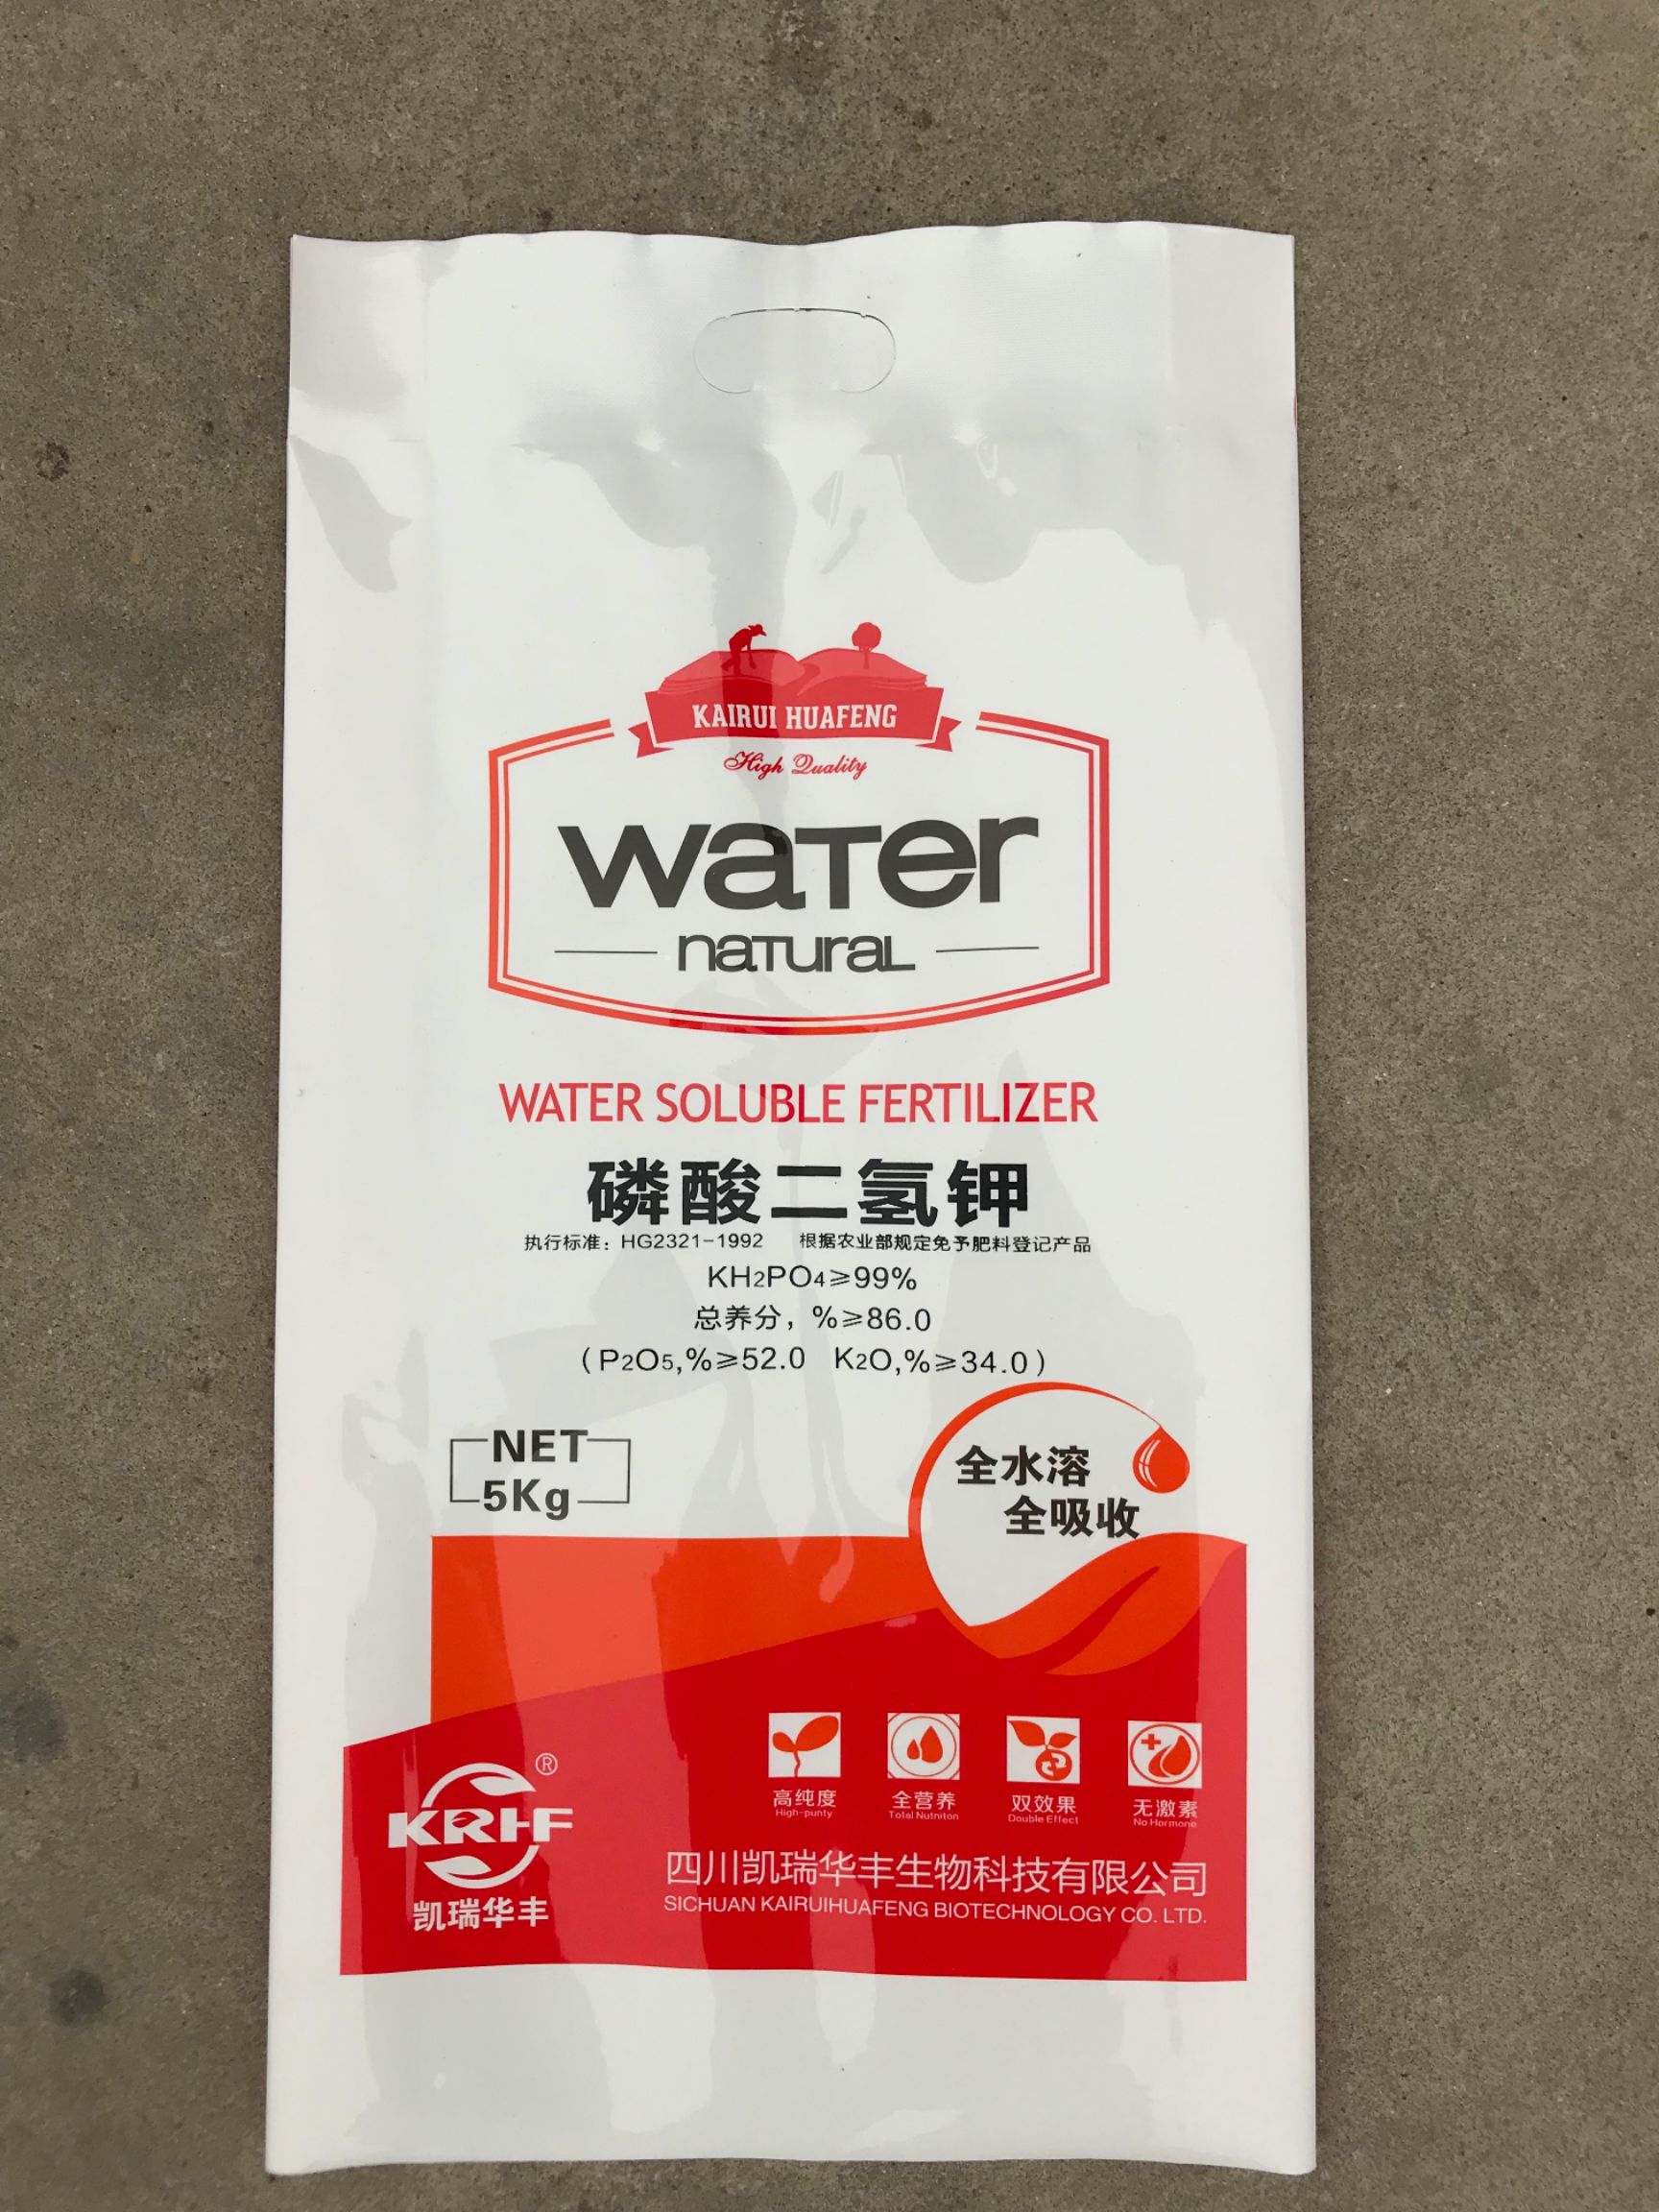 KAIRUI HUAFENG
High Quality
water
natural
WATER SOLUBLE FERTILIZER
磷酸二氢钾
执行标准：HG2321-1992 根据农业部规定免予肥料登记产品
KH2PO4≥99%
总养分，%≥86.0
（P2O5,%≥52.0 K2O,%≥34.0）
NET
5Kg
全水溶
全吸收
高纯度 全营养 双效果 无激素
High-purity Total Nutriton Double Effect No Hormone
KRHF®
凯瑞华丰
四川凯瑞华丰生物科技有限公司
SICHUAN KAIRUIHUAFENG BIOTECHNOLOGY CO. LTD.